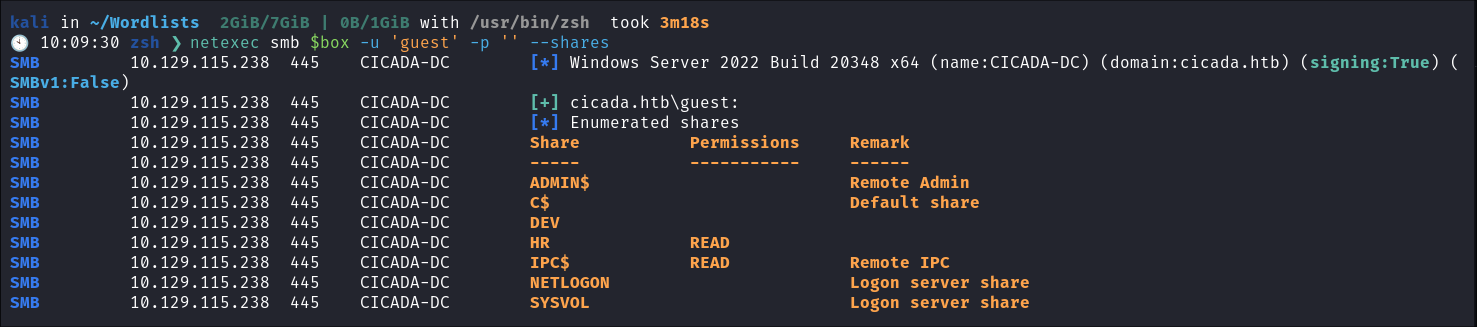 kali in ~/Wordlists 2GiB/7GiB | 0B/1GiB with /usr/bin/zsh took 3m18s
10:09:30 zsh ❯ netexec smb $box -u 'guest' -p '' --shares
SMB 10.129.115.238 445 CICADA-DC [*] Windows Server 2022 Build 20348 x64 (name:CICADA-DC) (domain:cicada.htb) (signing:True) (
SMBv1:False)
SMB 10.129.115.238 445 CICADA-DC [+] cicada.htb\guest:
SMB 10.129.115.238 445 CICADA-DC [*] Enumerated shares
SMB 10.129.115.238 445 CICADA-DC Share Permissions Remark
SMB 10.129.115.238 445 CICADA-DC ----- ----------- ------
SMB 10.129.115.238 445 CICADA-DC ADMIN$ Remote Admin
SMB 10.129.115.238 445 CICADA-DC C$ Default share
SMB 10.129.115.238 445 CICADA-DC DEV
SMB 10.129.115.238 445 CICADA-DC HR READ
SMB 10.129.115.238 445 CICADA-DC IPC$ READ Remote IPC
SMB 10.129.115.238 445 CICADA-DC NETLOGON Logon server share
SMB 10.129.115.238 445 CICADA-DC SYSVOL Logon server share